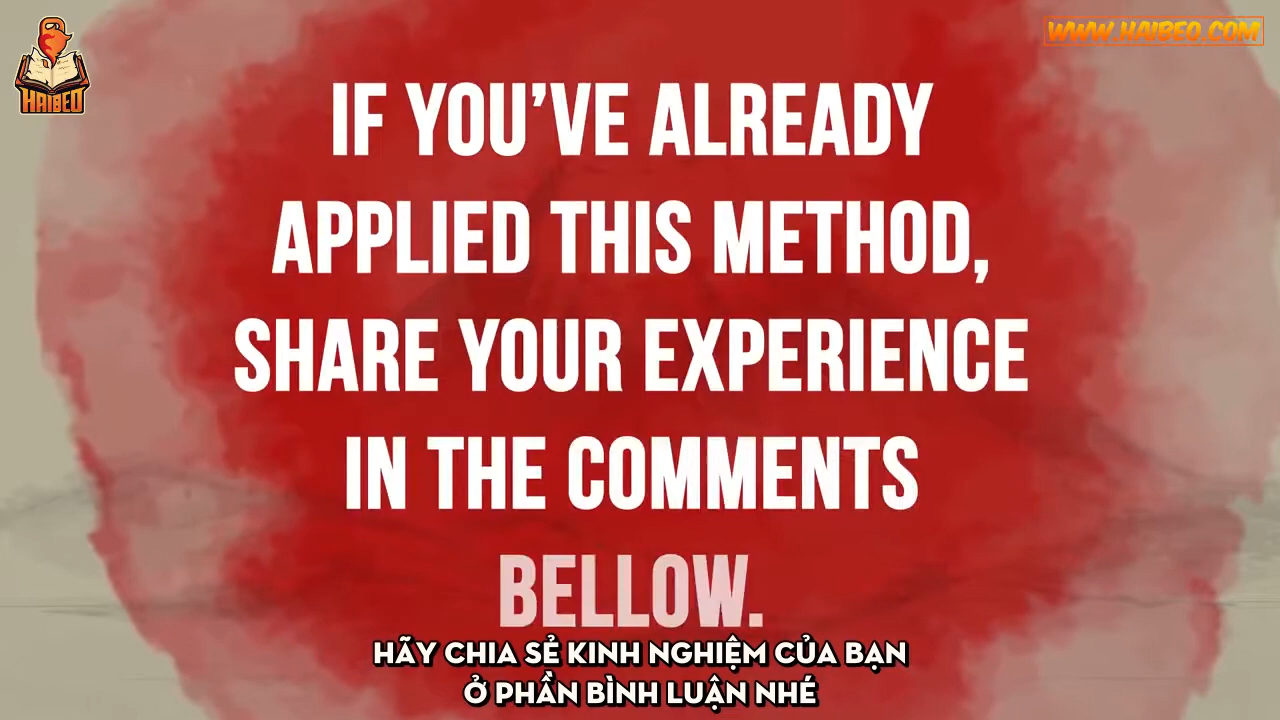 HAIBEO
WWW.HAIBEO.COM
IF YOU'VE ALREADY
APPLIED THIS METHOD,
SHARE YOUR EXPERIENCE
IN THE COMMENTS
BELLOW.
HÃY CHIA SẺ KINH NGHIỆM CỦA BẠN
Ở PHẦN BÌNH LUẬN NHÉ